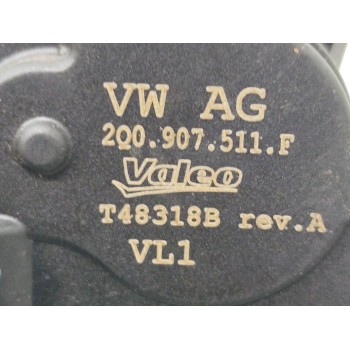 VW AG
2Q0.907.511.F
Valeo
T48318B rev.A
VL1